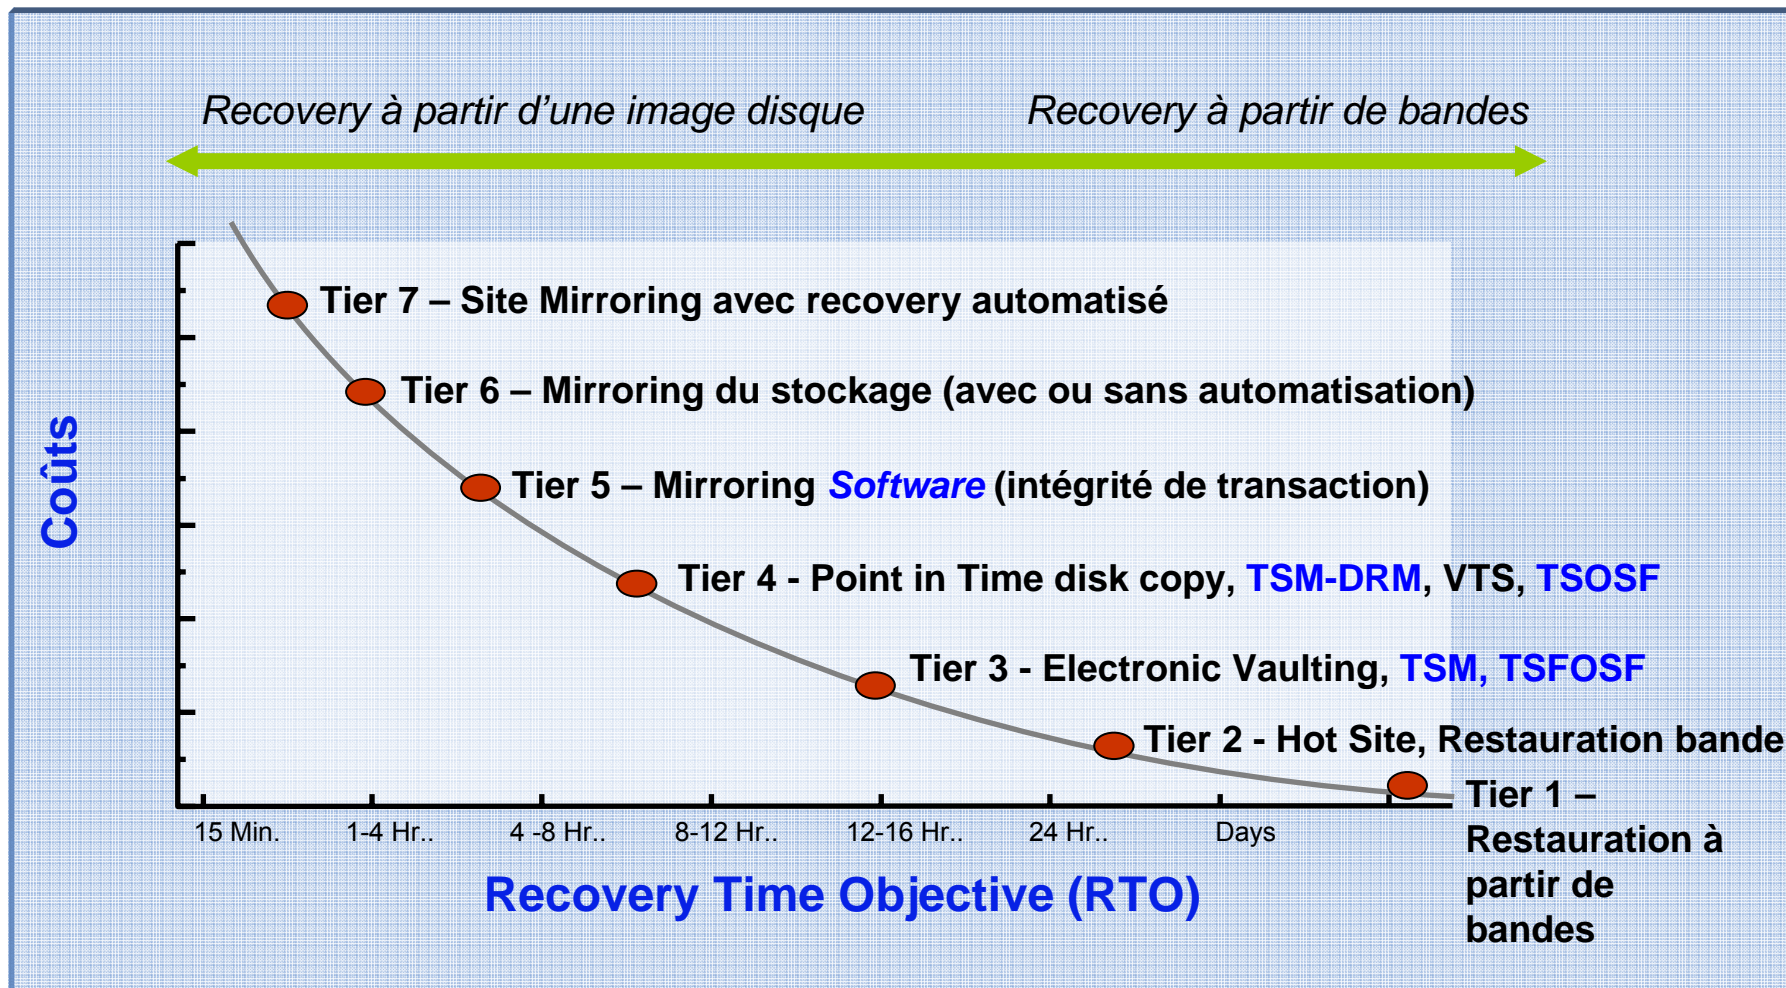 Recovery à partir d’une image disque
Recovery à partir de bandes
Coûts
Tier 7 – Site Mirroring avec recovery automatisé
Tier 6 – Mirroring du stockage (avec ou sans automatisation)
Tier 5 – Mirroring Software (intégrité de transaction)
Tier 4 - Point in Time disk copy, TSM-DRM, VTS, TSOSF
Tier 3 - Electronic Vaulting, TSM, TSFOSF
Tier 2 - Hot Site, Restauration bande
Tier 1 –
Restauration à
partir de
bandes
15 Min.
1-4 Hr..
4 -8 Hr..
8-12 Hr..
12-16 Hr..
24 Hr..
Days
Recovery Time Objective (RTO)